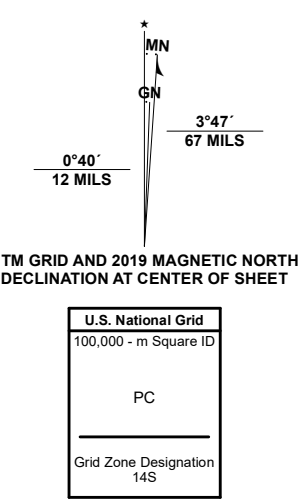 MN
GN
3°47´
67 MILS
0°40´
12 MILS
TM GRID AND 2019 MAGNETIC NORTH
DECLINATION AT CENTER OF SHEET
U.S. National Grid
100,000 - m Square ID
PC
Grid Zone Designation
14S